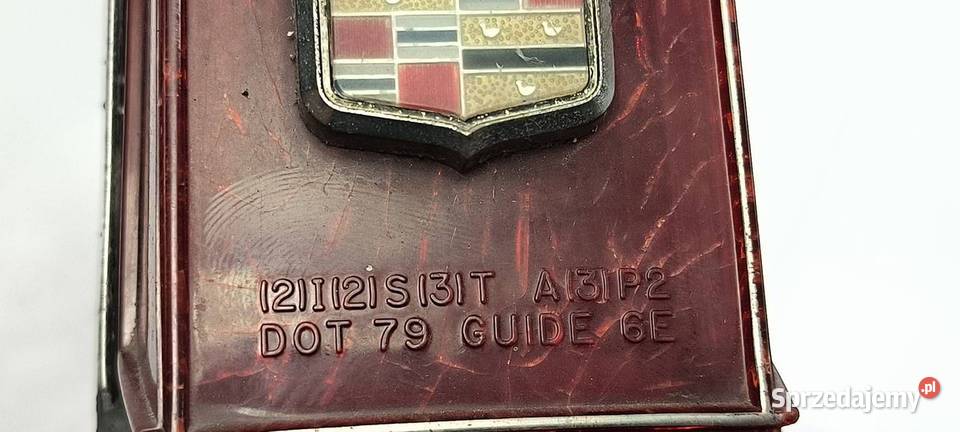 (2)I(2)S(3)T A(3)P2
DOT 79 GUIDE 6E
Sprzedajemy.pl